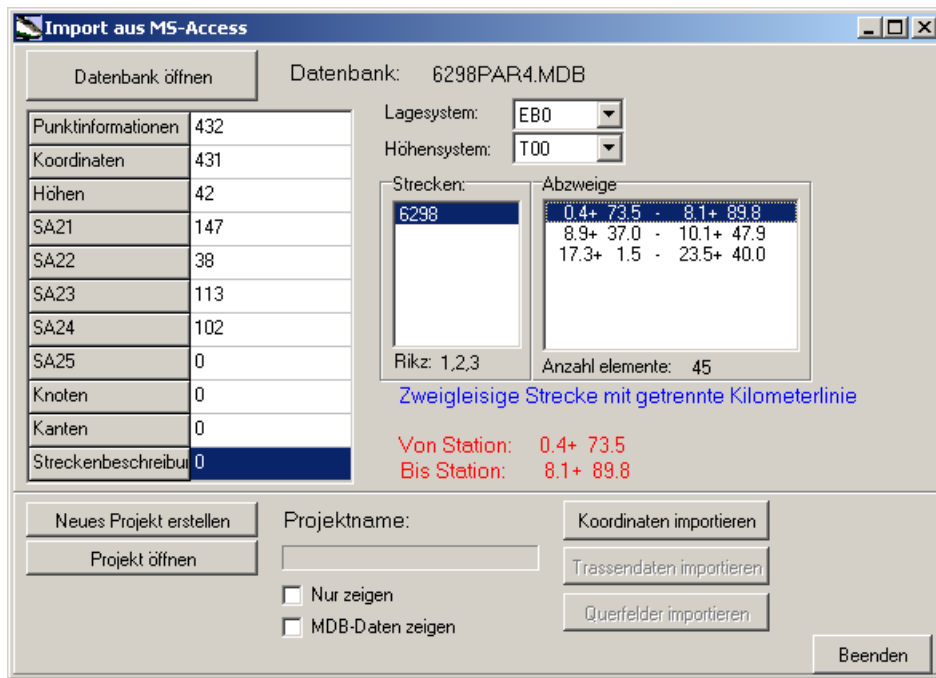 Import aus MS-Access
Datenbank öffnen
Datenbank: 6298PAR4.MDB
Punktinformationen 432
Koordinaten 431
Höhen 42
SA21 147
SA22 38
SA23 113
SA24 102
SA25 0
Knoten 0
Kanten 0
Streckenbeschreibu 0
Lagesystem: EB0
Höhensystem: T00
Strecken:
6298
Rikz: 1,2,3
Abzweige
0.4+ 73.5 - 8.1+ 89.8
8.9+ 37.0 - 10.1+ 47.9
17.3+ 1.5 - 23.5+ 40.0
Anzahl elemente: 45
Zweigleisige Strecke mit getrennte Kilometerlinie
Von Station: 0.4+ 73.5
Bis Station: 8.1+ 89.8
Neues Projekt erstellen
Projekt öffnen
Projektname:
Nur zeigen
MDB-Daten zeigen
Koordinaten importieren
Trassendaten importieren
Querfelder importieren
Beenden